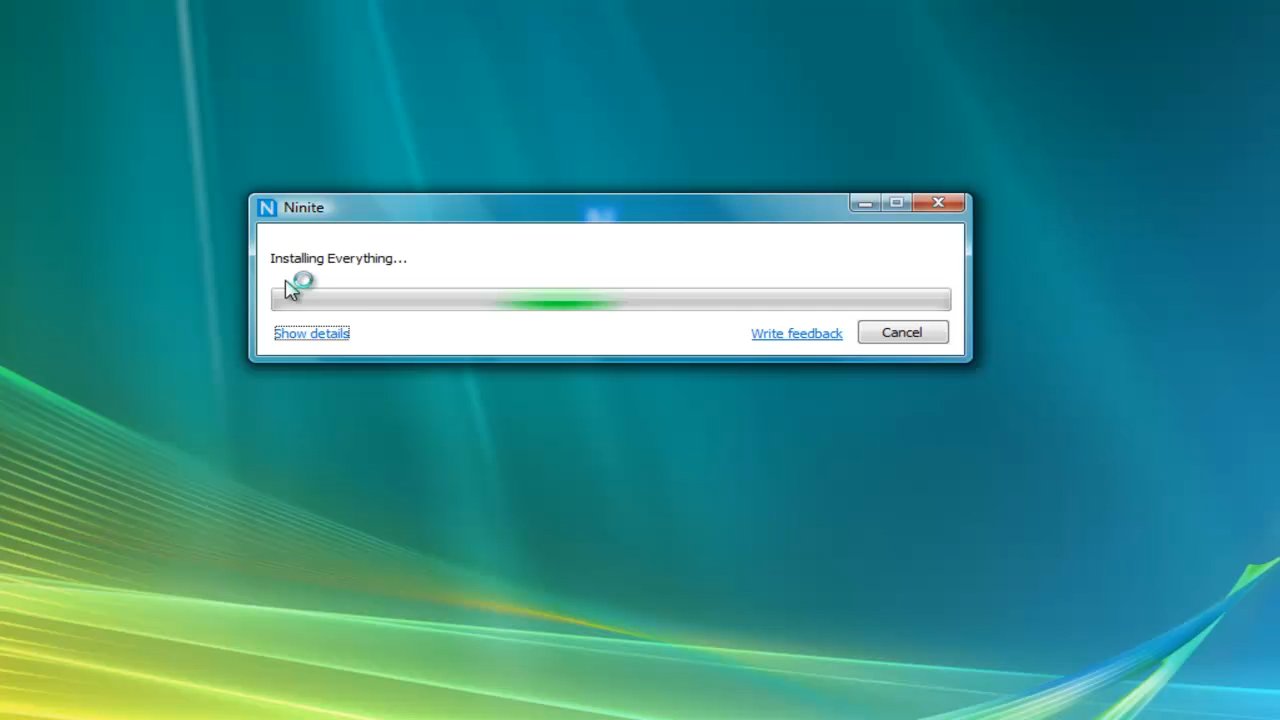 Ninite
Installing Everything...
Show details
Write feedback
Cancel